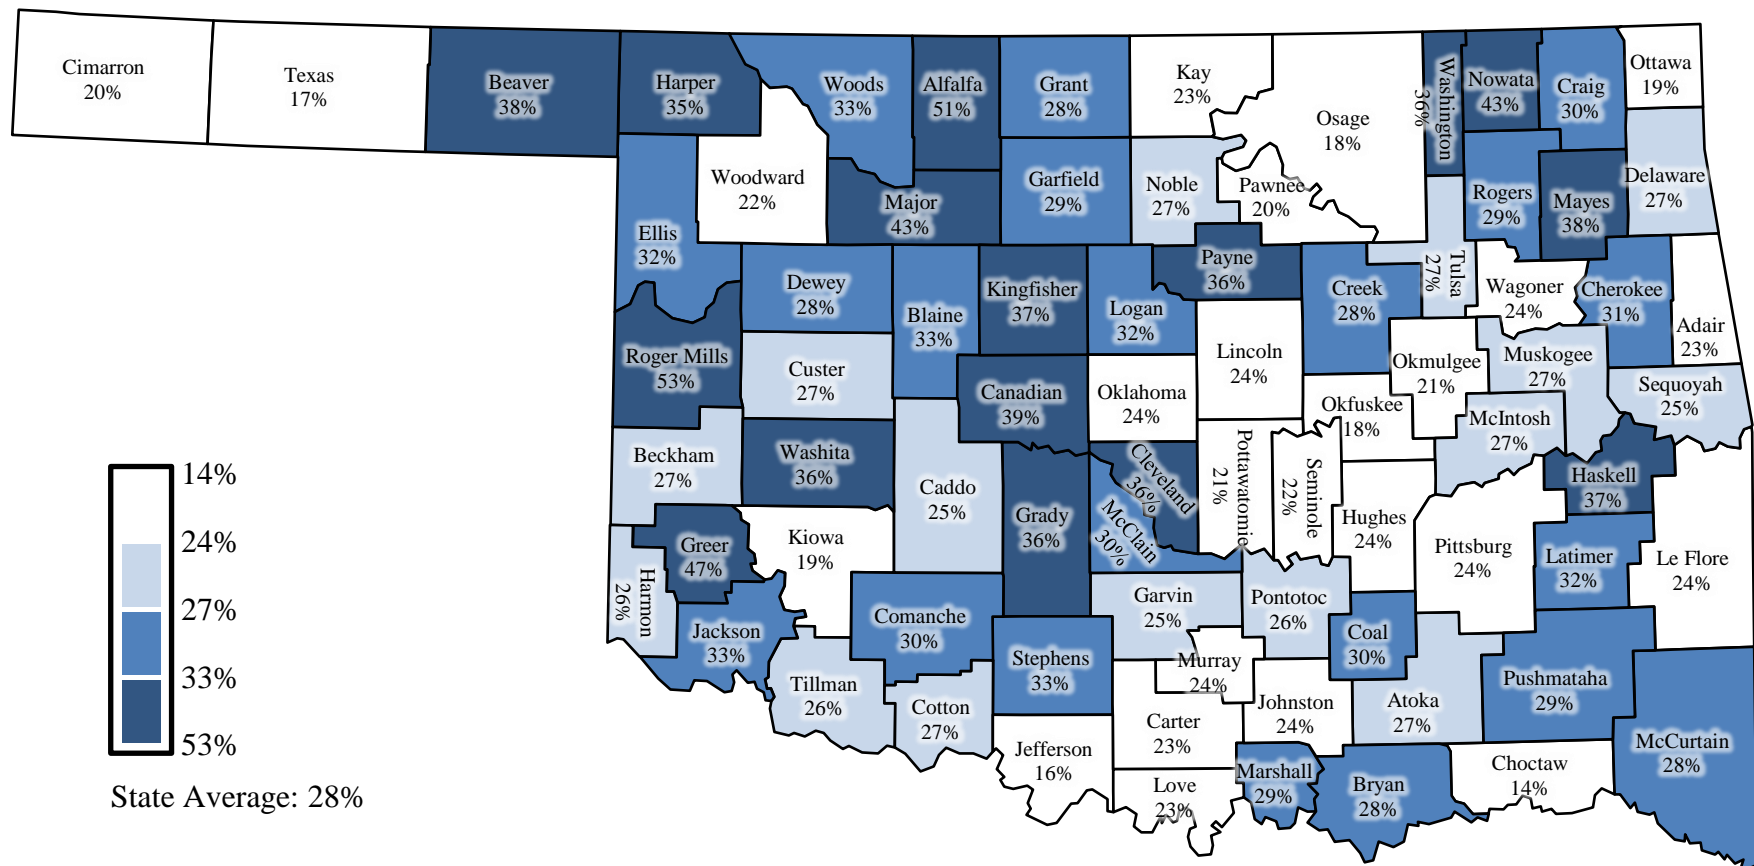 Cimarron
20%
Texas
17%
Beaver
38%
Harper
35%
Woods
33%
Alfalfa
51%
Grant
28%
Kay
23%
Osage
18%
Washington
36%
Nowata
43%
Craig
30%
Ottawa
19%
Woodward
22%
Ellis
32%
Major
43%
Garfield
29%
Noble
27%
Pawnee
20%
Rogers
29%
Mayes
38%
Delaware
27%
Dewey
28%
Blaine
33%
Kingfisher
37%
Logan
32%
Payne
36%
Creek
28%
Tulsa
27%
Wagoner
24%
Cherokee
31%
Adair
23%
Roger Mills
53%
Custer
27%
Canadian
39%
Oklahoma
24%
Lincoln
24%
Okmulgee
21%
Muskogee
27%
Sequoyah
25%
Okfuskee
18%
McIntosh
27%
Beckham
27%
Washita
36%
Caddo
25%
Grady
36%
Cleveland
36%
McClain
30%
Pottawatomie
21%
Seminole
22%
Hughes
24%
Pittsburg
24%
Haskell
37%
Latimer
32%
Le Flore
24%
Harmon
26%
Greer
47%
Kiowa
19%
Jackson
33%
Comanche
30%
Tillman
26%
Cotton
27%
Stephens
33%
Garvin
25%
Murray
24%
Pontotoc
26%
Coal
30%
Johnston
24%
Atoka
27%
Pushmataha
29%
McCurtain
28%
Jefferson
16%
Carter
23%
Love
23%
Marshall
29%
Bryan
28%
Choctaw
14%
14%
24%
27%
33%
53%
State Average: 28%